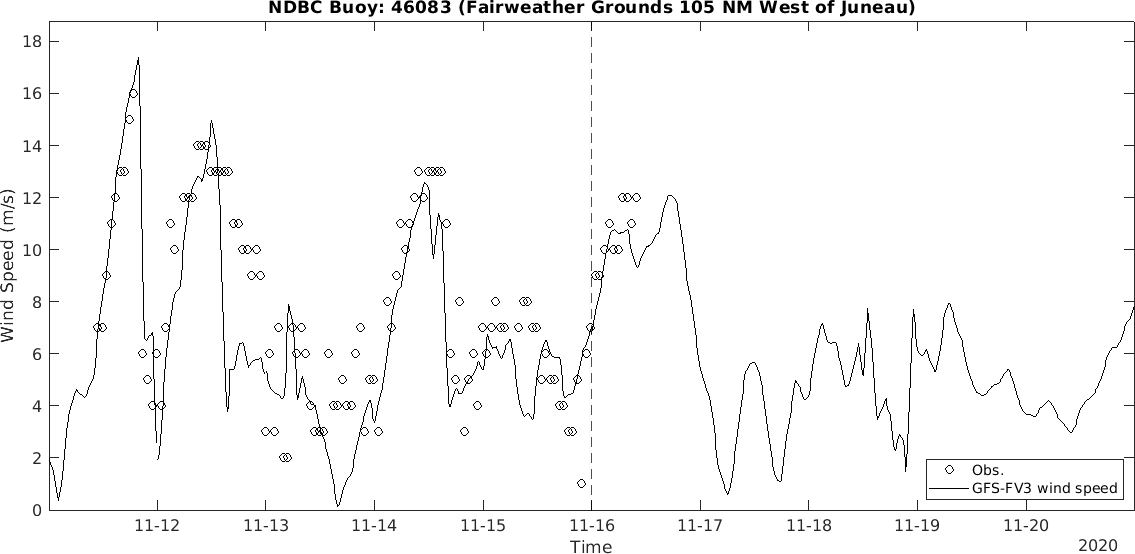 NDBC Buoy: 46083 (Fairweather Grounds 105 NM West of Juneau)
18
16
14
12
10
8
6
4
2
0
Wind Speed (m/s)
Obs.
GFS-FV3 wind speed
11-12 11-13 11-14 11-15 11-16 11-17 11-18 11-19 11-20
Time
2020